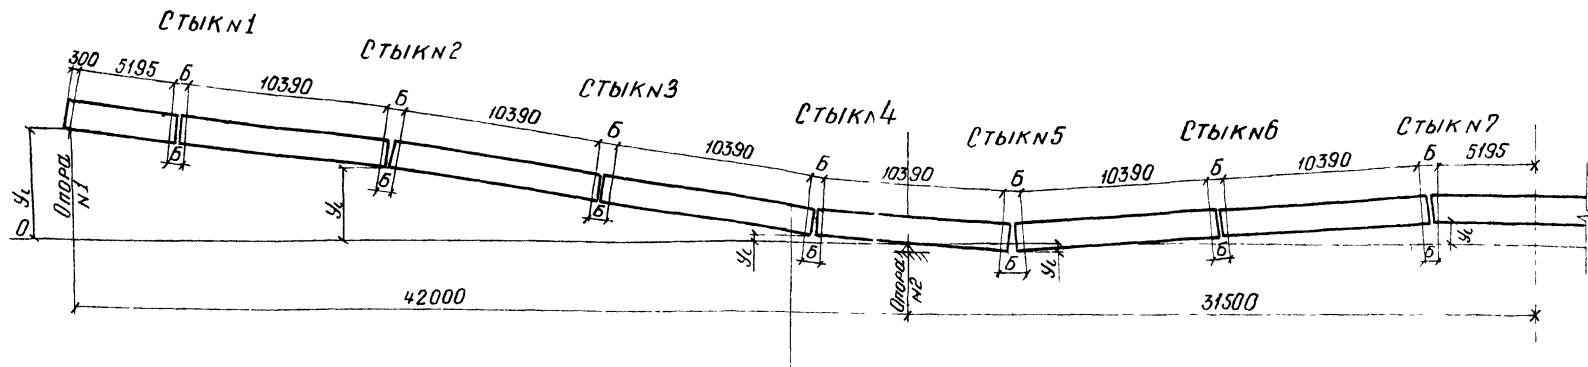 Стык N1
Стык N2
Стык N3
Стык N4
Стык N5
Стык N6
Стык N7
300
5195
Б
10390
Б
10390
Б
10390
Б
10390
Б
10390
Б
10390
Б
5195
Б
Б
Б
Б
Б
Б
Б
Уi
0
Опора
N1
Уi
Уi
Опора
N2
Уi
Уi
42000
31500